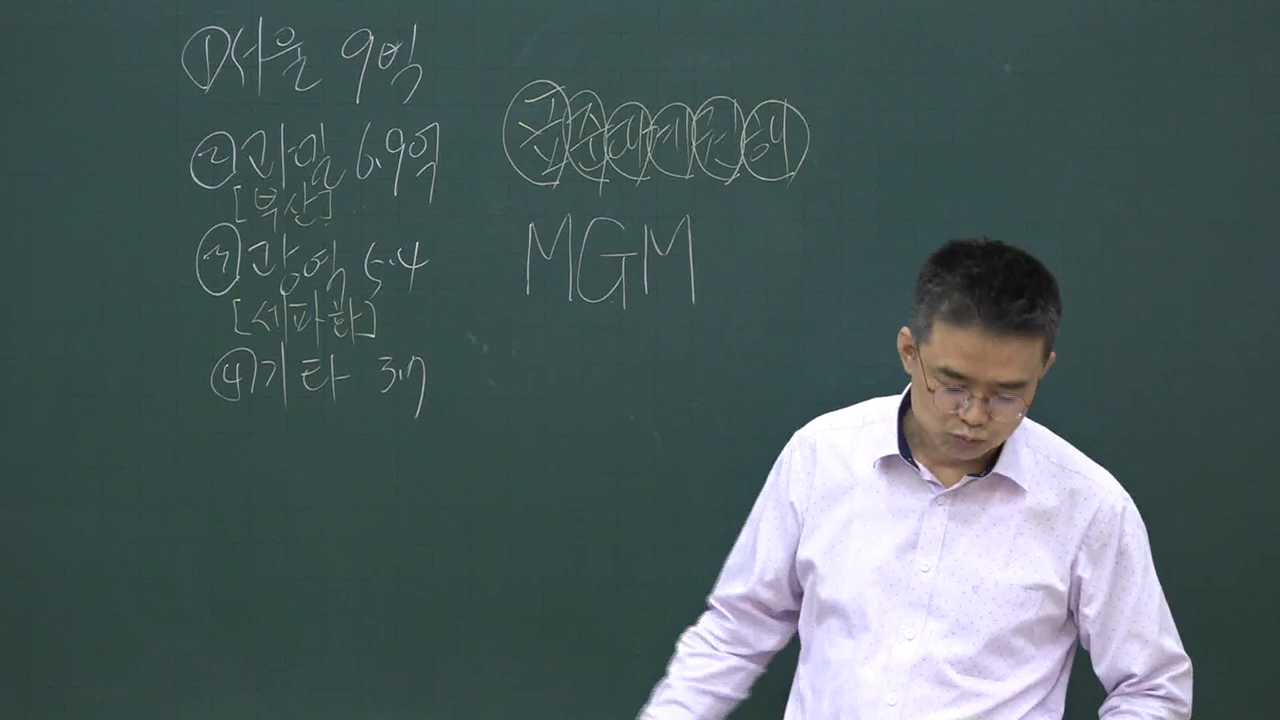 ①서울 9억
②과밀 6.9억
[부산]
③광역 5.4
[세파화]
④기타 3.7
MGM